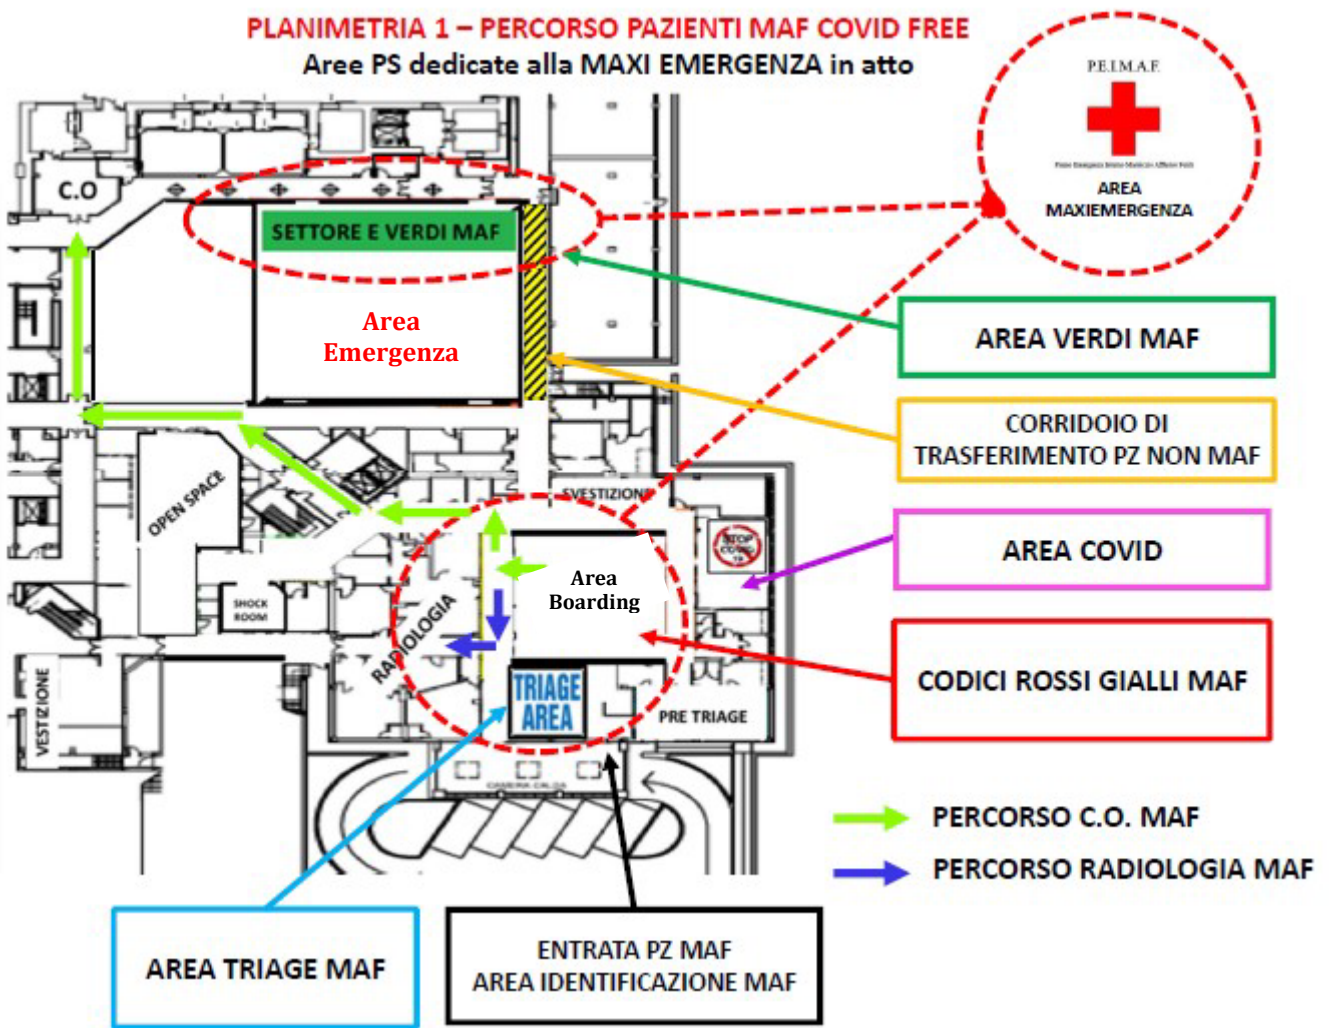 PLANIMETRIA 1 – PERCORSO PAZIENTI MAF COVID FREE
Aree PS dedicate alla MAXI EMERGENZA in atto
P.E.I.M.A.F.
AREA
MAXIEMERGENZA
C.O
SETTORE E VERDI MAF
Area
Emergenza
AREA VERDI MAF
CORRIDOIO DI
TRASFERIMENTO PZ NON MAF
OPEN SPACE
SVESTIZIONE
STOP
AREA COVID
Area
Boarding
SHOCK
ROOM
RADIOLOGIA
CODICI ROSSI GIALLI MAF
VESTIZIONE
TRIAGE
AREA
PRE TRIAGE
CAMERA CALDA
PERCORSO C.O. MAF
PERCORSO RADIOLOGIA MAF
AREA TRIAGE MAF
ENTRATA PZ MAF
AREA IDENTIFICAZIONE MAF